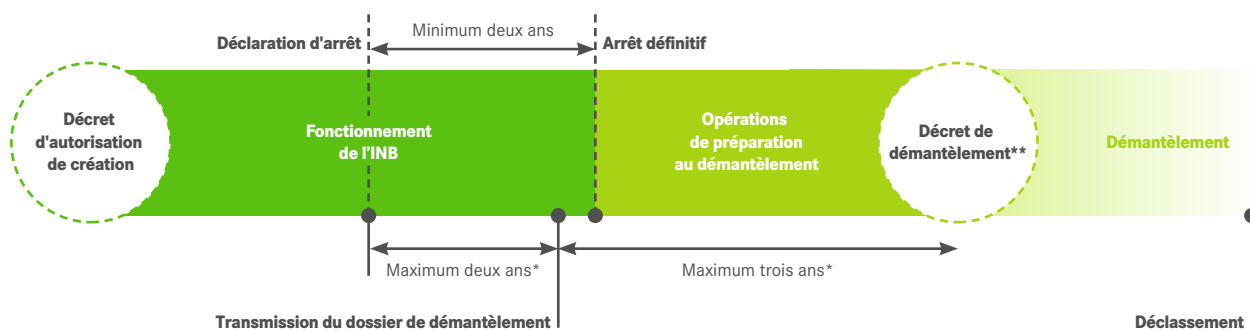 Minimum deux ans
Déclaration d'arrêt
Arrêt définitif
Décret
d'autorisation
de création
Fonctionnement
de l'INB
Opérations
de préparation
au démantèlement
Décret de
démantèlement**
Démantèlement
Maximum deux ans*
Maximum trois ans*
Transmission du dossier de démantèlement
Déclassement